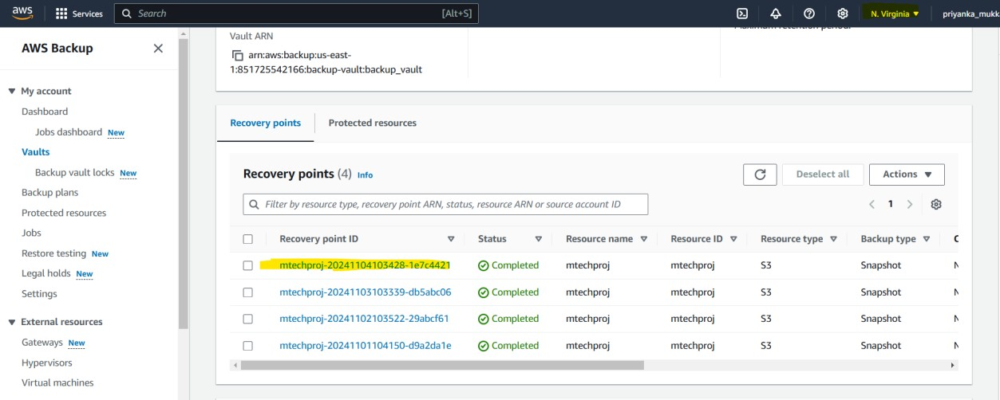 aws Services Search [Alt+S] N. Virginia ▼ priyanka_mukk
AWS Backup
My account
Dashboard
Jobs dashboard New
Vaults
Backup vault locks New
Backup plans
Protected resources
Jobs
Restore testing New
Legal holds New
Settings
External resources
Gateways New
Hypervisors
Virtual machines
Maximum retention period
Vault ARN
arn:aws:backup:us-east-
1:851725542166:backup-vault:backup_vault
Recovery points Protected resources
Recovery points (4) Info Deselect all Actions ▼
Filter by resource type, recovery point ARN, status, resource ARN or source account ID < 1 >
Recovery point ID Status Resource name Resource ID Resource type Backup type
mtechproj-20241104103428-1e7c4421 Completed mtechproj mtechproj S3 Snapshot
mtechproj-20241103103339-db5abc06 Completed mtechproj mtechproj S3 Snapshot
mtechproj-20241102103522-29abcf61 Completed mtechproj mtechproj S3 Snapshot
mtechproj-20241101104150-d9a2da1e Completed mtechproj mtechproj S3 Snapshot